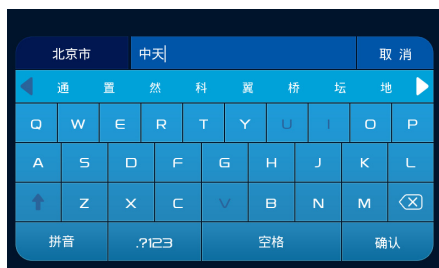 北京市 中天 取 消
通 置 然 科 翼 桥 坛 地
Q W E R T Y U I O P
A S D F G H J K L
Z X C V B N M
拼音 .?123 空格 确认